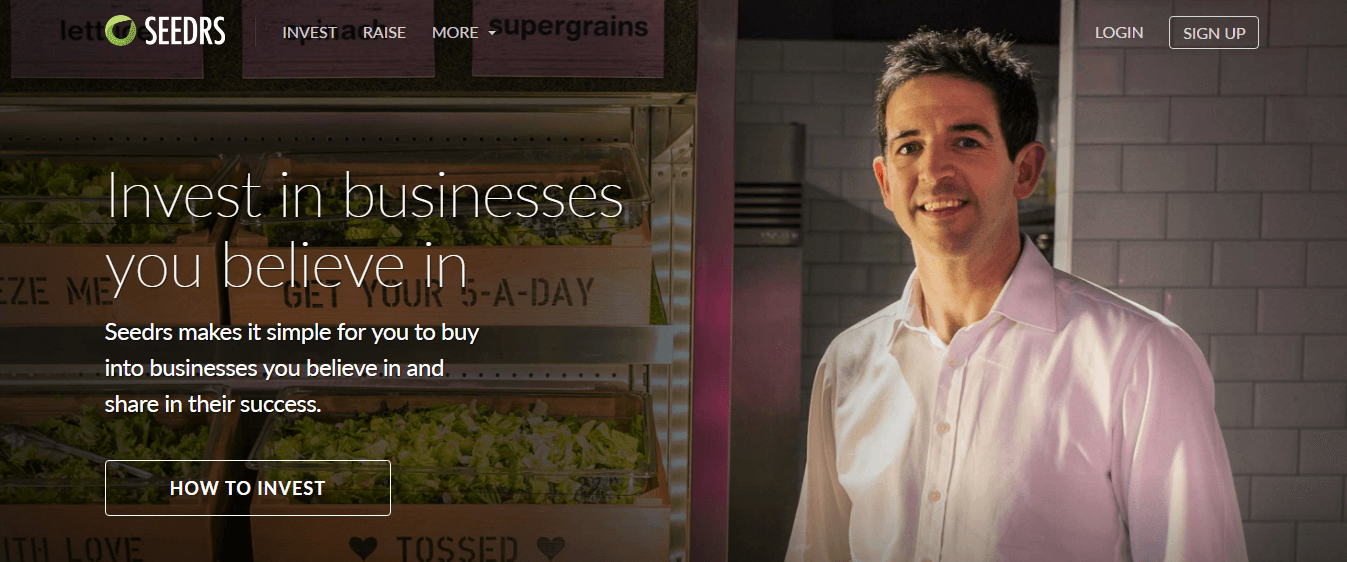 lettuce
spinach
supergrains
SEEDRS
INVEST
RAISE
MORE
LOGIN
SIGN UP
Invest in businesses
you believe in
EZE ME
GET YOUR 5-A-DAY
Seedrs makes it simple for you to buy
into businesses you believe in and
share in their success.
HOW TO INVEST
ITH LOVE
TOSSED